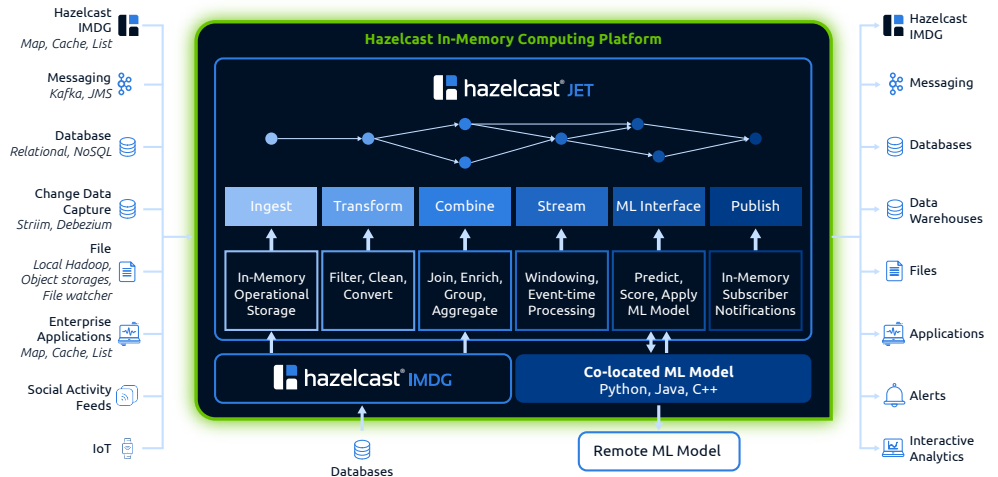 Hazelcast
IMDG
Map, Cache, List
Messaging
Kafka, JMS
Database
Relational, NoSQL
Change Data
Capture
Striim, Debezium
File
Local Hadoop,
Object storages,
File watcher
Enterprise
Applications
Map, Cache, List
Social Activity
Feeds
IoT
Hazelcast In-Memory Computing Platform
hazelcast® JET
Ingest
Transform
Combine
Stream
ML Interface
Publish
In-Memory
Operational
Storage
Filter, Clean,
Convert
Join, Enrich,
Group,
Aggregate
Windowing,
Event-time
Processing
Predict,
Score, Apply
ML Model
In-Memory
Subscriber
Notifications
hazelcast® IMDG
Co-located ML Model
Python, Java, C++
Databases
Remote ML Model
Hazelcast
IMDG
Messaging
Databases
Data
Warehouses
Files
Applications
Alerts
Interactive
Analytics